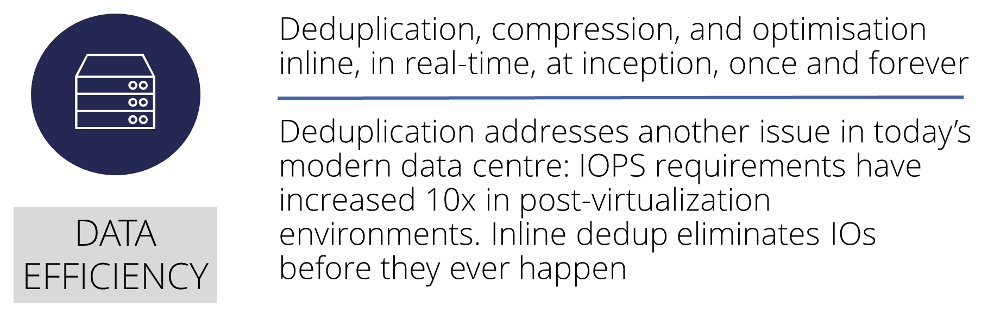 Deduplication, compression, and optimisation
inline, in real-time, at inception, once and forever
Deduplication addresses another issue in today’s
modern data centre: IOPS requirements have
increased 10x in post-virtualization
environments. Inline dedup eliminates IOs
before they ever happen
DATA
EFFICIENCY